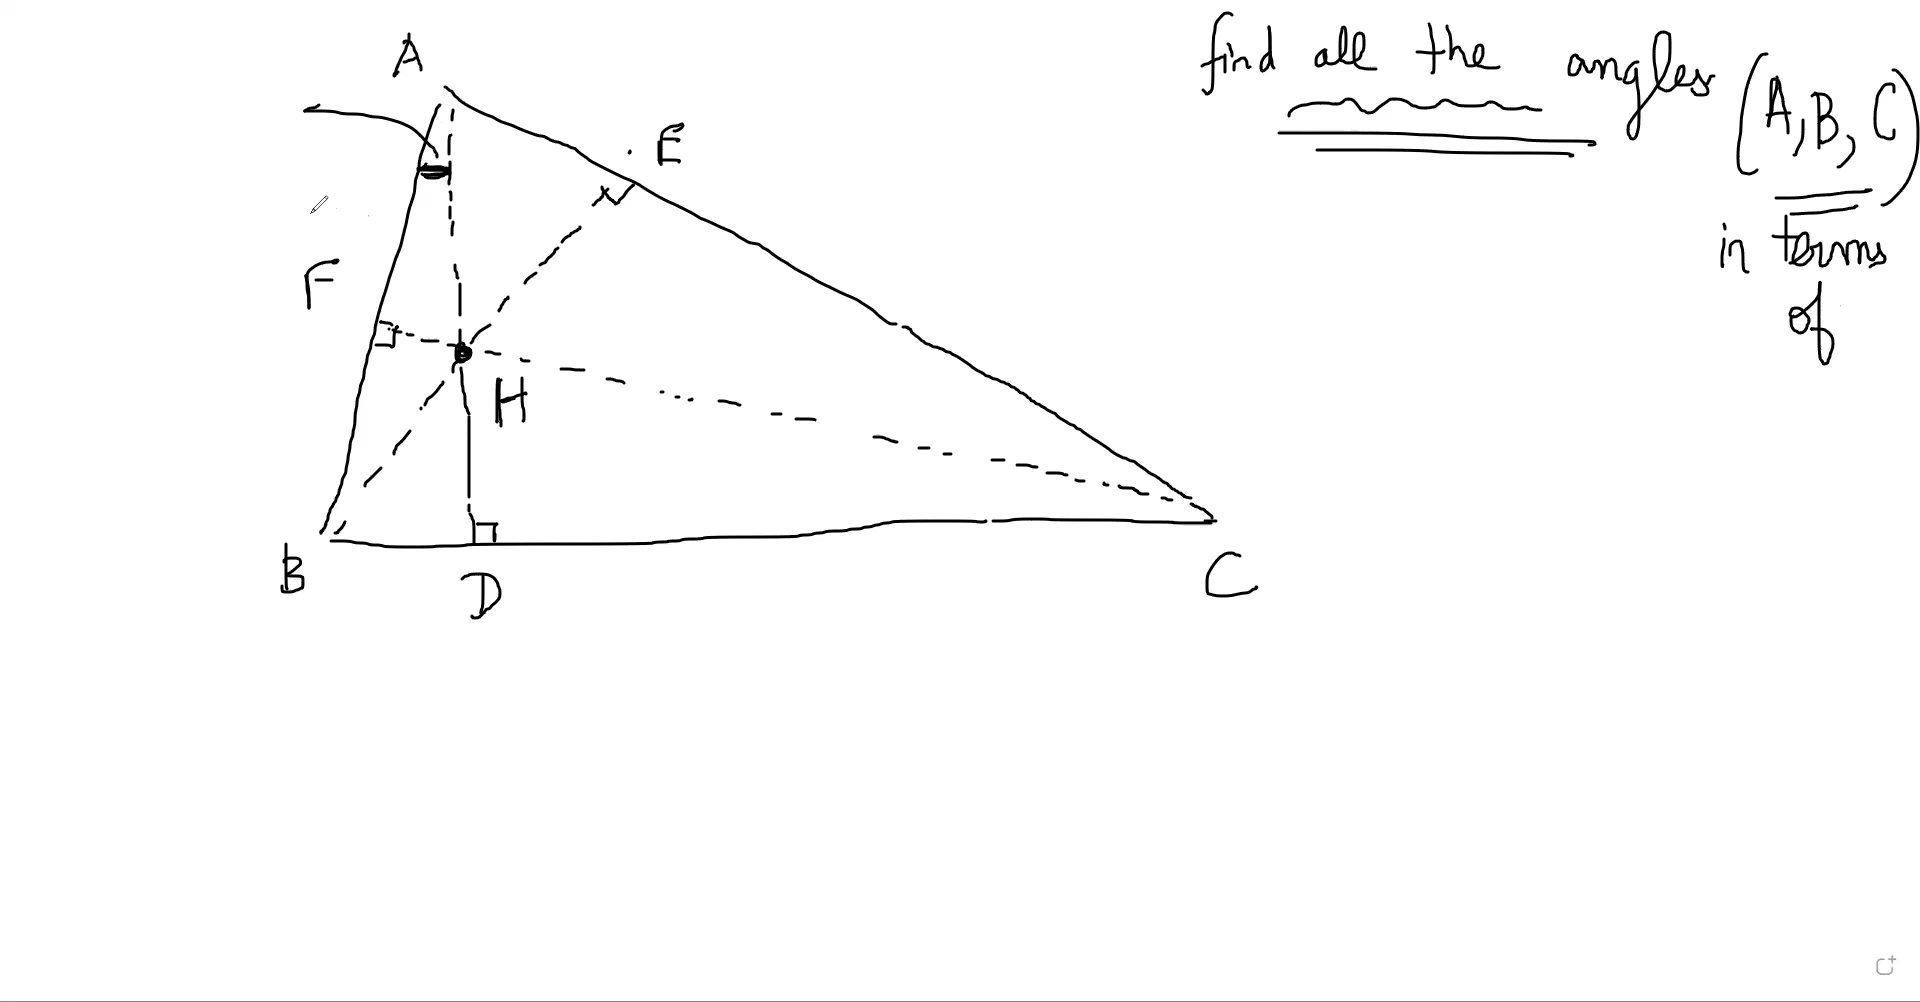 find all the angles
(A, B, C)
in terms
of
A
E
F
H
B
D
C